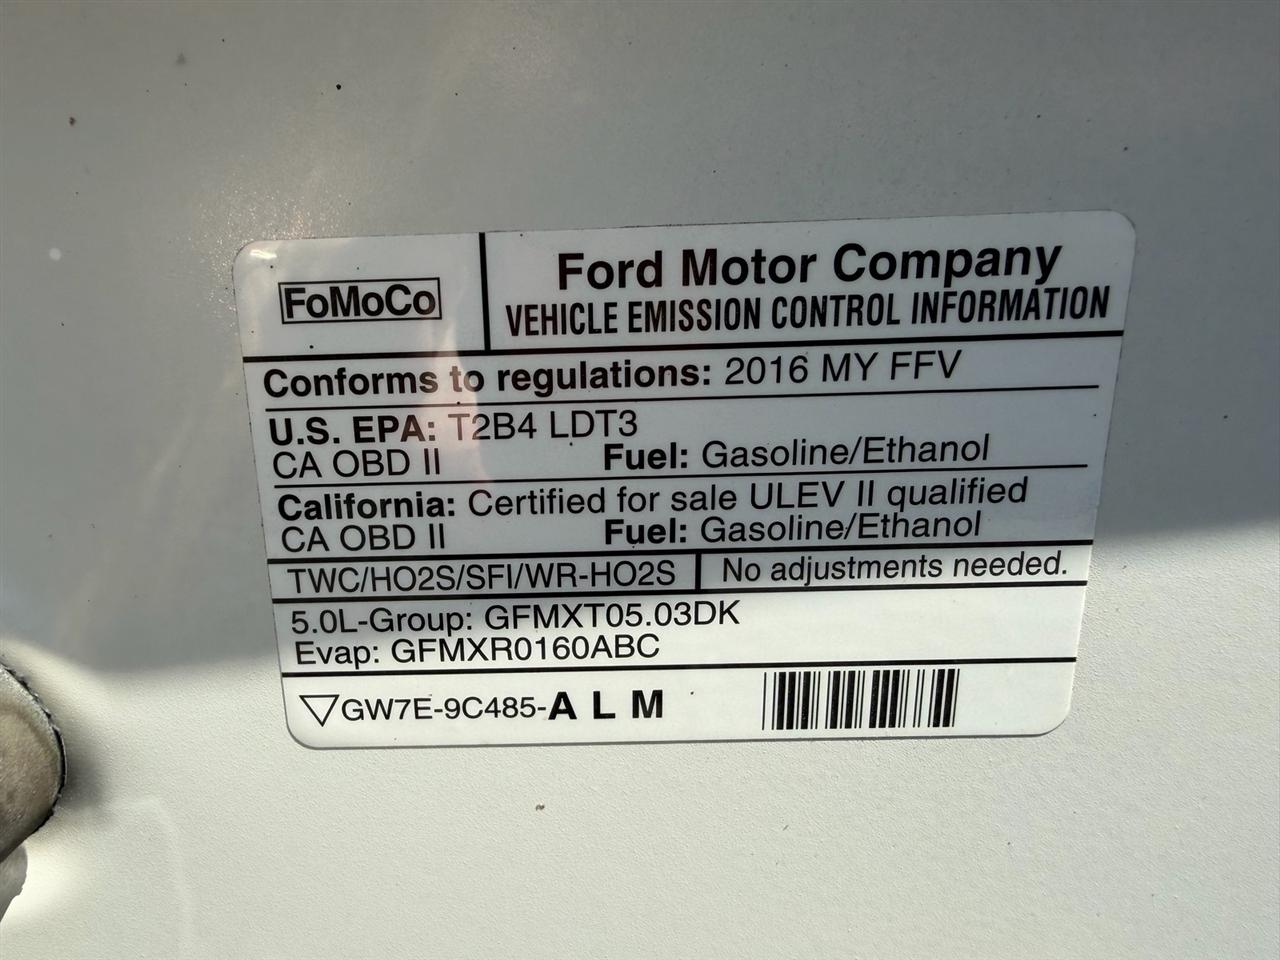 FoMoCo
Ford Motor Company
VEHICLE EMISSION CONTROL INFORMATION
Conforms to regulations: 2016 MY FFV
U.S. EPA: T2B4 LDT3
CA OBD II Fuel: Gasoline/Ethanol
California: Certified for sale ULEV II qualified
CA OBD II Fuel: Gasoline/Ethanol
TWC/HO2S/SFI/WR-HO2S No adjustments needed.
5.0L-Group: GFMXT05.03DK
Evap: GFMXR0160ABC
GW7E-9C485-A L M